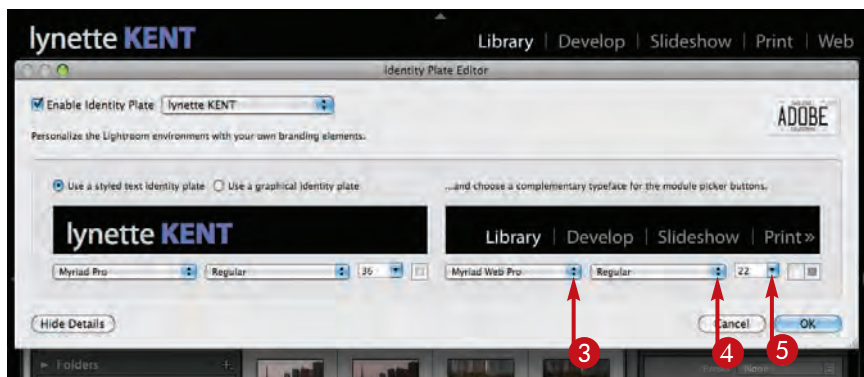 lynette KENT
Library | Develop | Slideshow | Print | Web
Identity Plate Editor
Enable Identity Plate lynette KENT
ADOBE
Personalize the Lightroom environment with your own branding elements.
Use a styled text identity plate Use a graphical identity plate
...and choose a complementary typeface for the module picker buttons.
lynette KENT
Library | Develop | Slideshow | Print »
Myriad Pro Regular 36
Myriad Web Pro Regular 22
Hide Details
Cancel OK
3 4 5
Folders
None